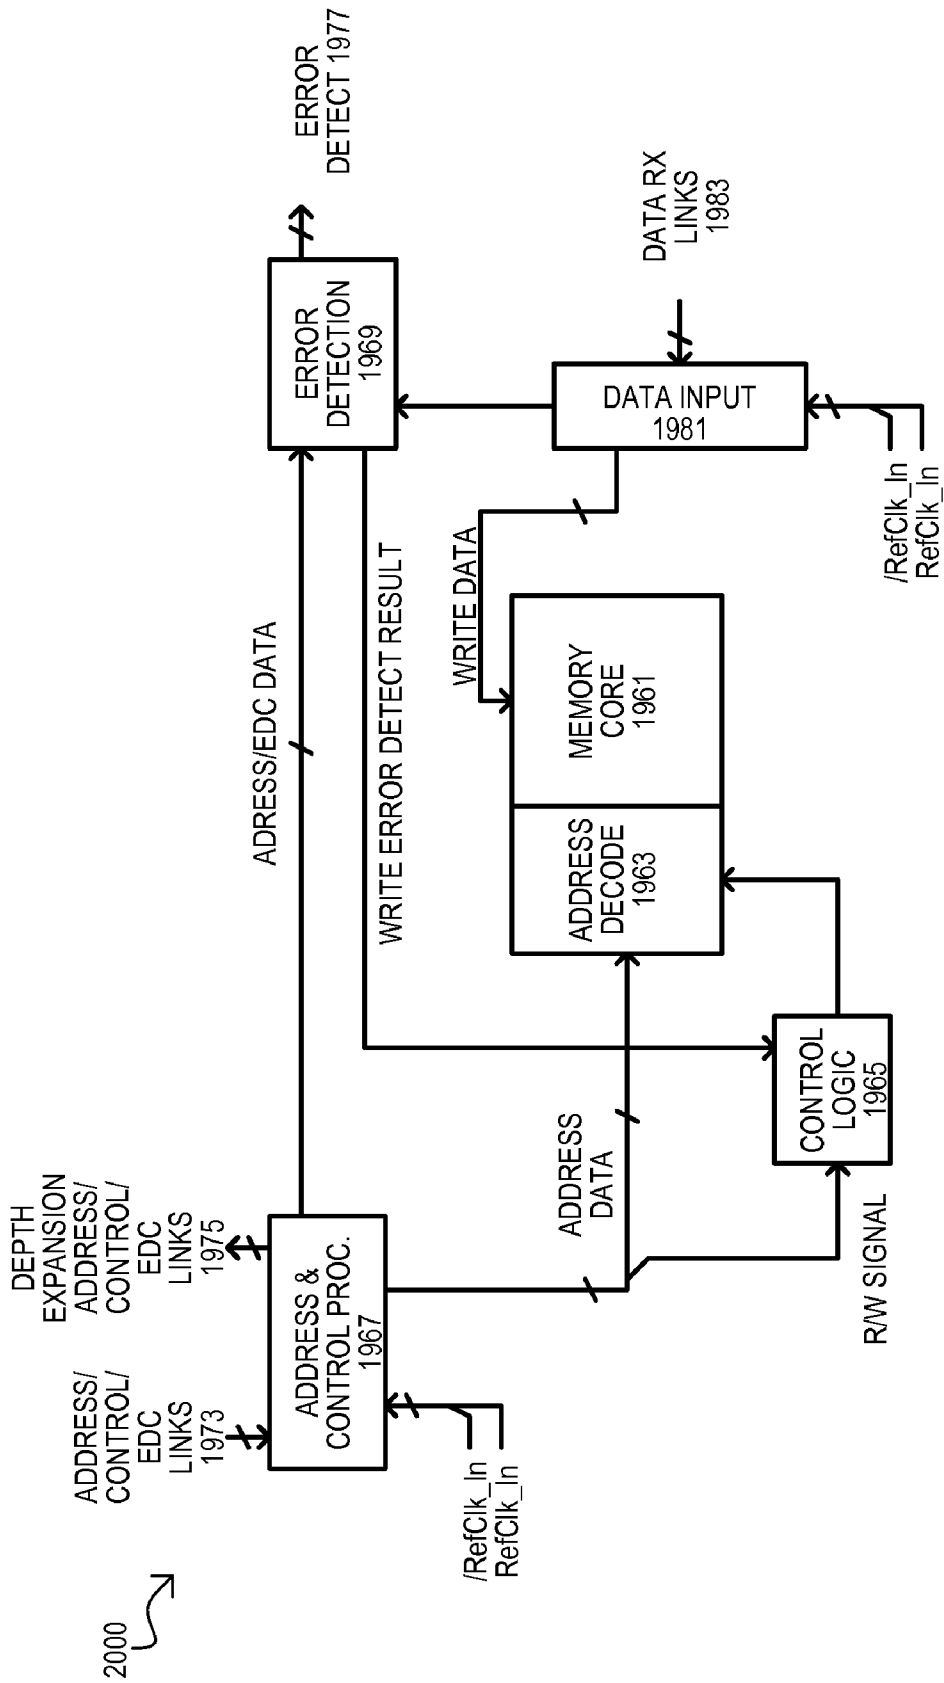 2000
ADDRESS/
CONTROL/
EDC
LINKS
1973
DEPTH
EXPANSION
ADDRESS/
CONTROL/
EDC
LINKS
1975
ADDRESS &
CONTROL PROC.
1967
/RefClk_In
RefClk_In
ADRESS/EDC DATA
WRITE ERROR DETECT RESULT
ADDRESS
DATA
R/W SIGNAL
CONTROL
LOGIC
1965
ADDRESS
DECODE
1963
MEMORY
CORE
1961
WRITE DATA
ERROR
DETECTION
1969
ERROR
DETECT 1977
DATA INPUT
1981
DATA RX
LINKS
1983
/RefClk_In
RefClk_In